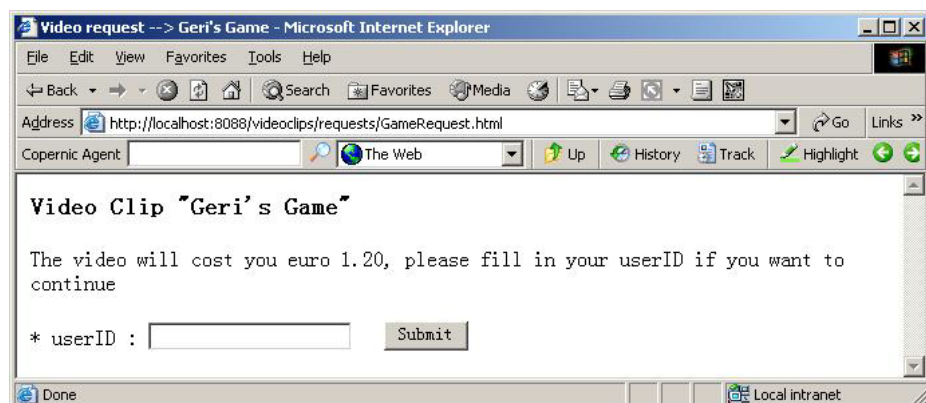 Video request --> Geri's Game - Microsoft Internet Explorer
File Edit View Favorites Tools Help
Back Search Favorites Media
Address http://localhost:8088/videoclips/requests/GameRequest.html Go Links »
Copernic Agent The Web Up History Track Highlight
Video Clip "Geri's Game"
The video will cost you euro 1.20, please fill in your userID if you want to
continue
* userID : Submit
Done Local intranet